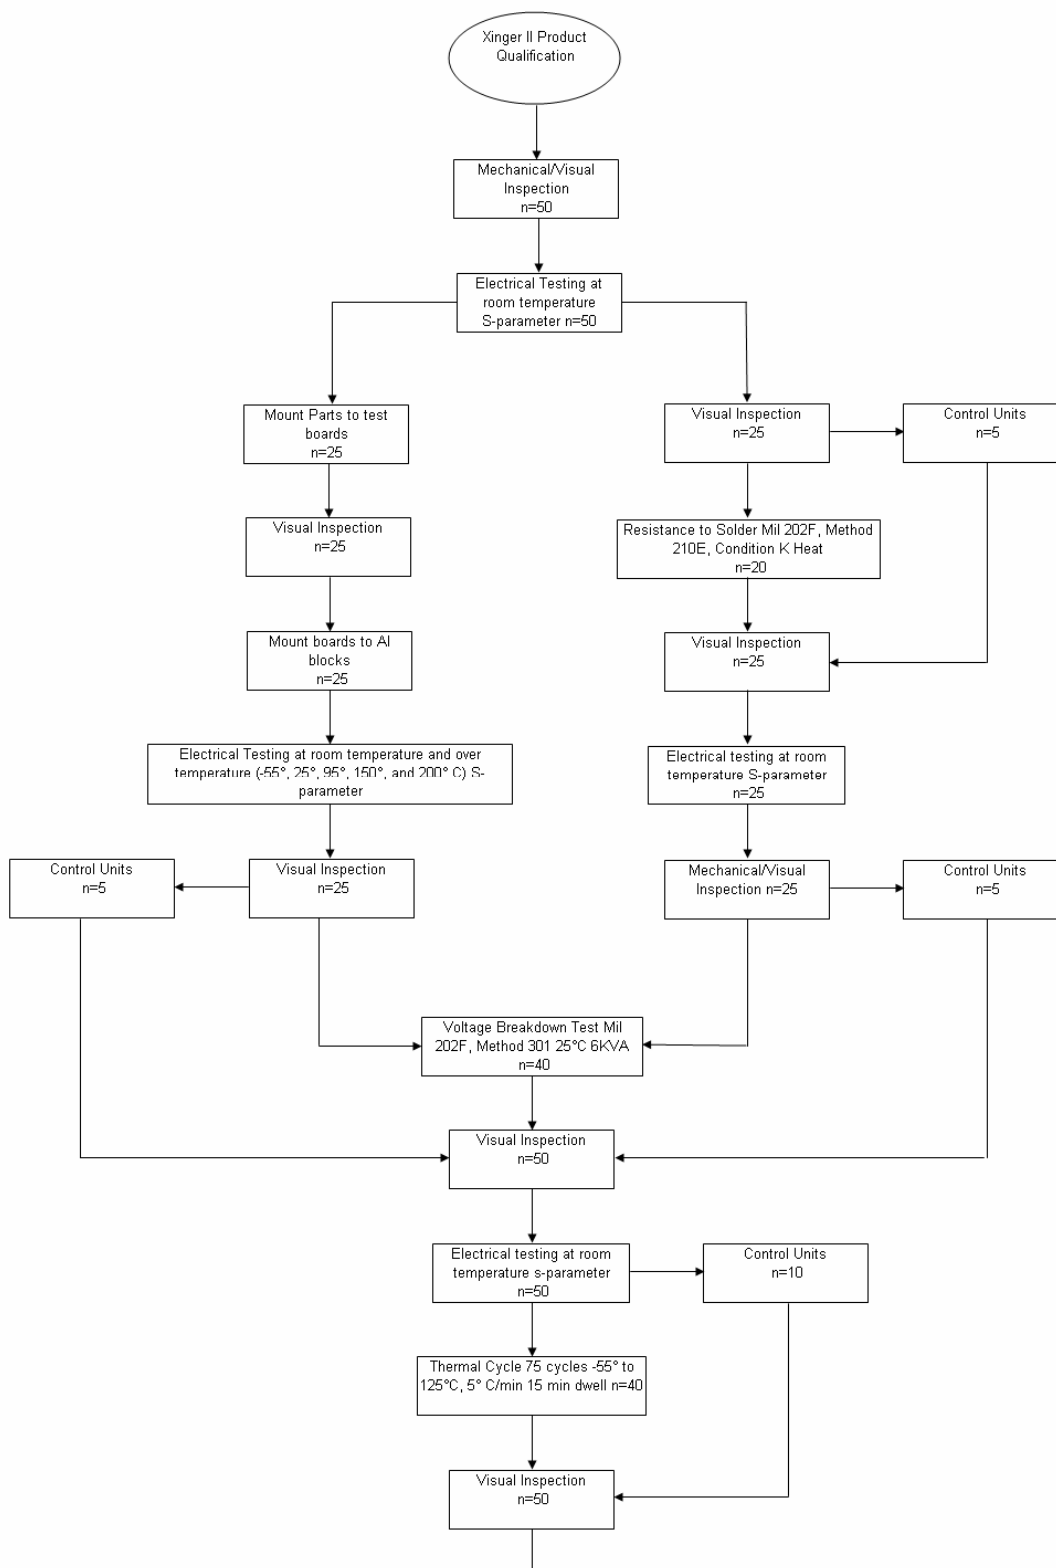 Xinger II Product
Qualification
Mechanical/Visual
Inspection
n=50
Electrical Testing at
room temperature
S-parameter n=50
Mount Parts to test
boards
n=25
Visual Inspection
n=25
Control Units
n=5
Visual Inspection
n=25
Resistance to Solder Mil 202F, Method
210E, Condition K Heat
n=20
Mount boards to Al
blocks
n=25
Visual Inspection
n=25
Electrical Testing at room temperature and over
temperature (-55°, 25°, 95°, 150°, and 200° C) S-
parameter
Electrical testing at room
temperature S-parameter
n=25
Control Units
n=5
Visual Inspection
n=25
Mechanical/Visual
Inspection n=25
Control Units
n=5
Voltage Breakdown Test Mil
202F, Method 301 25°C 6KVA
n=40
Visual Inspection
n=50
Electrical testing at room
temperature s-parameter
n=50
Control Units
n=10
Thermal Cycle 75 cycles -55° to
125°C, 5° C/min 15 min dwell n=40
Visual Inspection
n=50